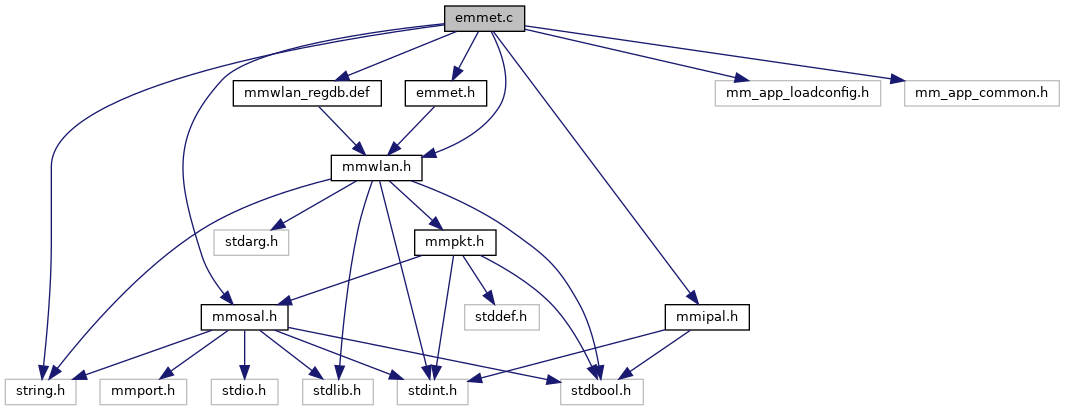 emmet.c
mmwlan_regdb.def
emmet.h
mm_app_loadconfig.h
mm_app_common.h
mmwlan.h
stdarg.h
mmpkt.h
mmosal.h
stddef.h
mmipal.h
string.h
mmport.h
stdio.h
stdlib.h
stdint.h
stdbool.h